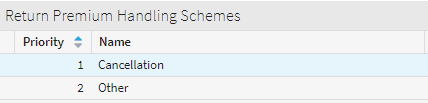 Return Premium Handling Schemes
Priority Name
1 Cancellation
2 Other